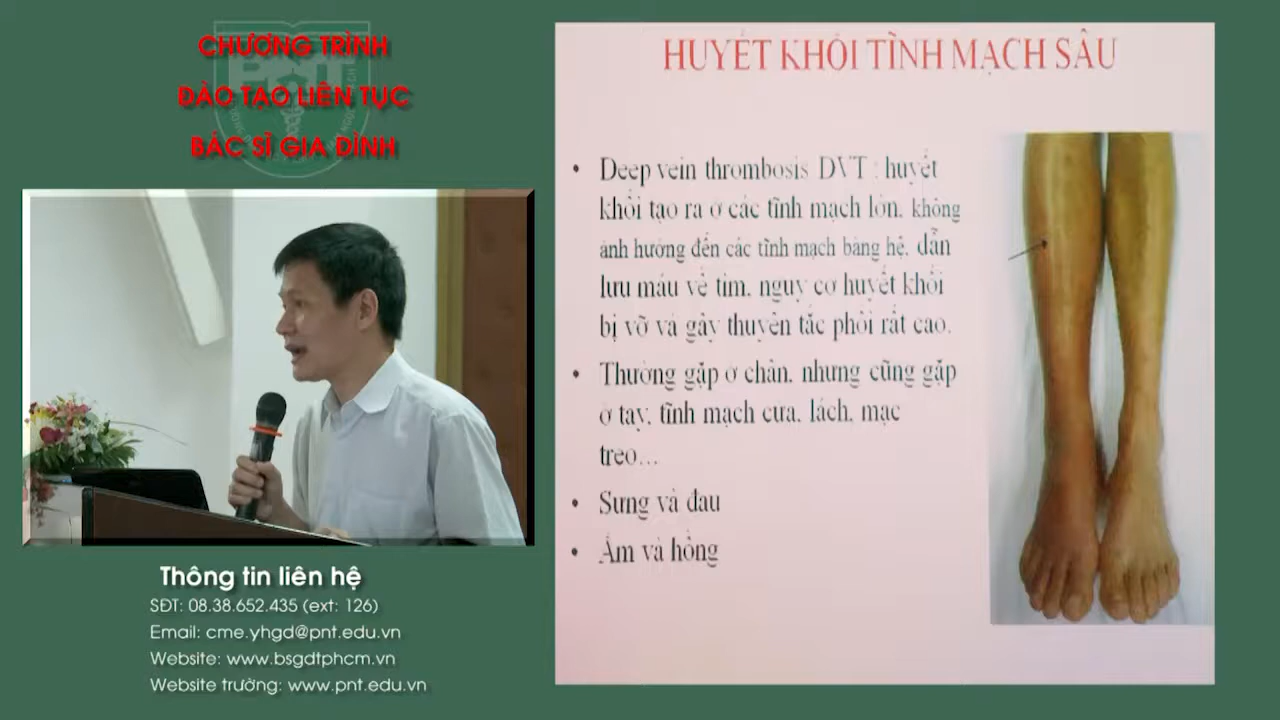 CHƯƠNG TRÌNH
ĐÀO TẠO LIÊN TỤC
BÁC SĨ GIA ĐÌNH
Thông tin liên hệ
SĐT: 08.38.652.435 (ext: 126)
Email: cme.yhgd@pnt.edu.vn
Website: www.bsgdtphcm.vn
Website trường: www.pnt.edu.vn
HUYẾT KHỐI TĨNH MẠCH SÂU
• Deep vein thrombosis DVT : huyết
khối tạo ra ở các tĩnh mạch lớn, không
ảnh hưởng đến các tĩnh mạch bàng hệ, dẫn
lưu máu về tim, nguy cơ huyết khối
bị vỡ và gây thuyên tắc phổi rất cao.
• Thường gặp ở chân, nhưng cũng gặp
ở tay, tĩnh mạch cửa, lách, mạc
treo…
• Sưng và đau
• Ấm và hồng